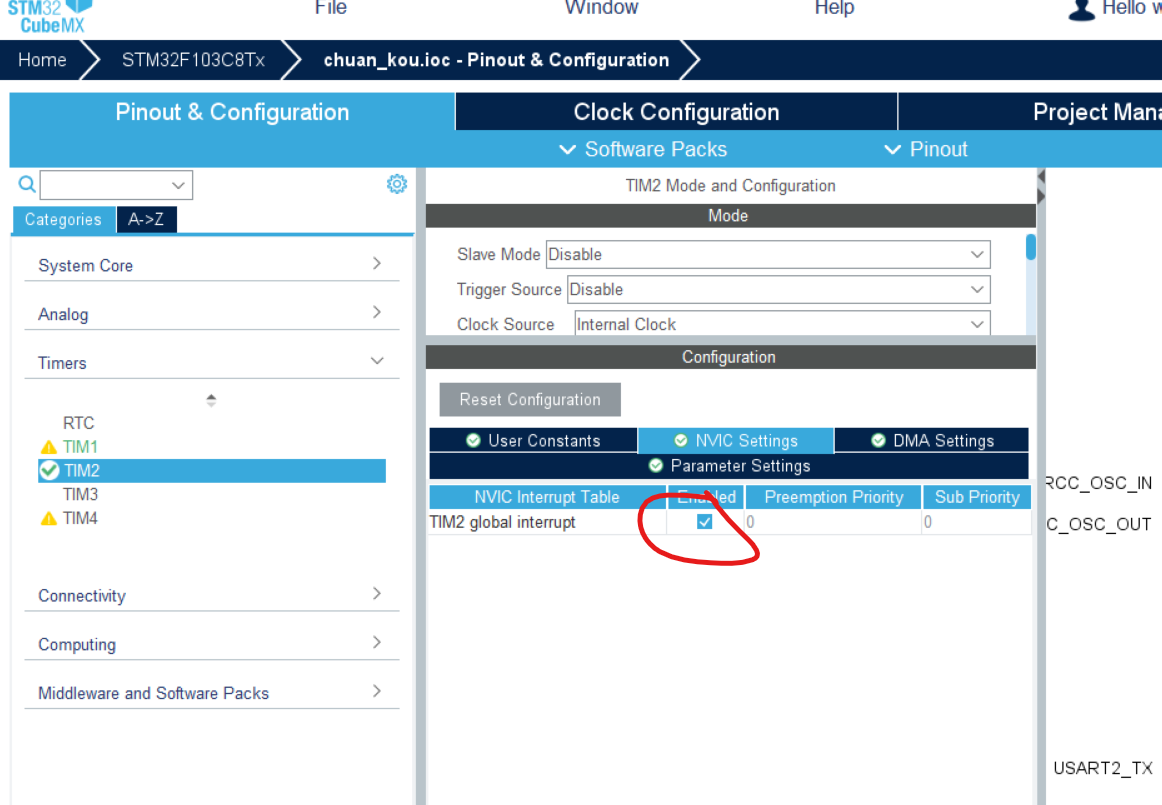 STM32 File Window Help Hello w
CubeMX
Home STM32F103C8Tx chuan_kou.ioc - Pinout & Configuration
Pinout & Configuration Clock Configuration Project Mana
Software Packs Pinout
TIM2 Mode and Configuration
Categories A->Z
Mode
Slave Mode Disable
System Core
Trigger Source Disable
Analog
Clock Source Internal Clock
Configuration
Timers
Reset Configuration
RTC
User Constants NVIC Settings DMA Settings
TIM1
Parameter Settings
TIM2
RCC_OSC_IN
TIM3
NVIC Interrupt Table Enabled Preemption Priority Sub Priority
TIM4
TIM2 global interrupt 0 0
C_OSC_OUT
Connectivity
Computing
Middleware and Software Packs
USART2_TX